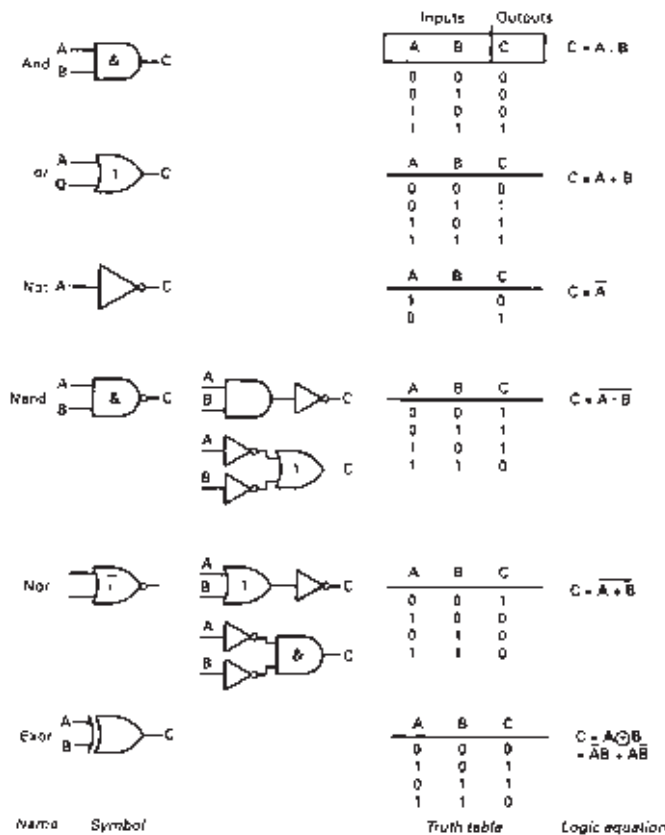 Inputs Outputs
And A B & C
A B C
C = A . B
0 0 0
0 1 0
1 0 0
1 1 1
or A 1 C
A B C
C = A + B
0 0 0
0 1 1
1 0 1
1 1 1
Not A C
A B C
C = A̅
1 0
0 1
Nand A B & C
A B C
A B 1 C
A B C
C = A̅ ̅·̅ ̅B̅
0 0 1
0 1 1
1 0 1
1 1 0
Nor 1
A B 1 C
A B & C
A B C
C = A̅ ̅+̅ ̅B̅
0 0 1
1 0 0
0 1 0
1 1 0
Exor A B C
A B C
C = A⊕B
= A̅B + AB̅
0 0 0
1 0 1
0 1 1
1 1 0
Name Symbol Truth table Logic equation